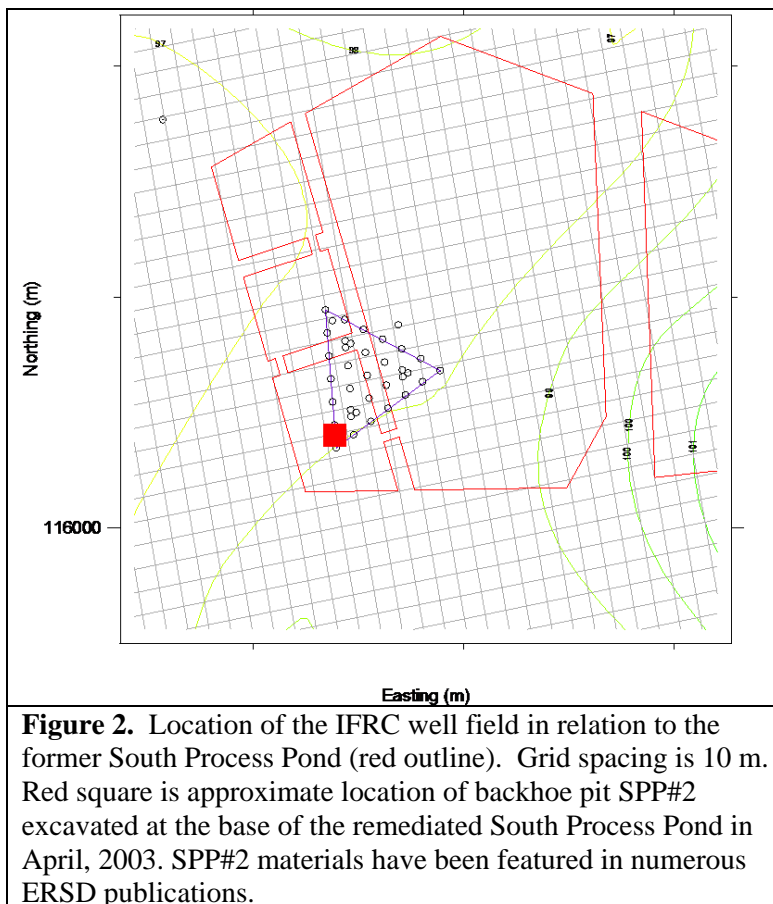 97
98
97
99
100
100
101
Northing (m)
116000
Easting (m)
Figure 2. Location of the IFRC well field in relation to the
former South Process Pond (red outline). Grid spacing is 10 m.
Red square is approximate location of backhoe pit SPP#2
excavated at the base of the remediated South Process Pond in
April, 2003. SPP#2 materials have been featured in numerous
ERSD publications.